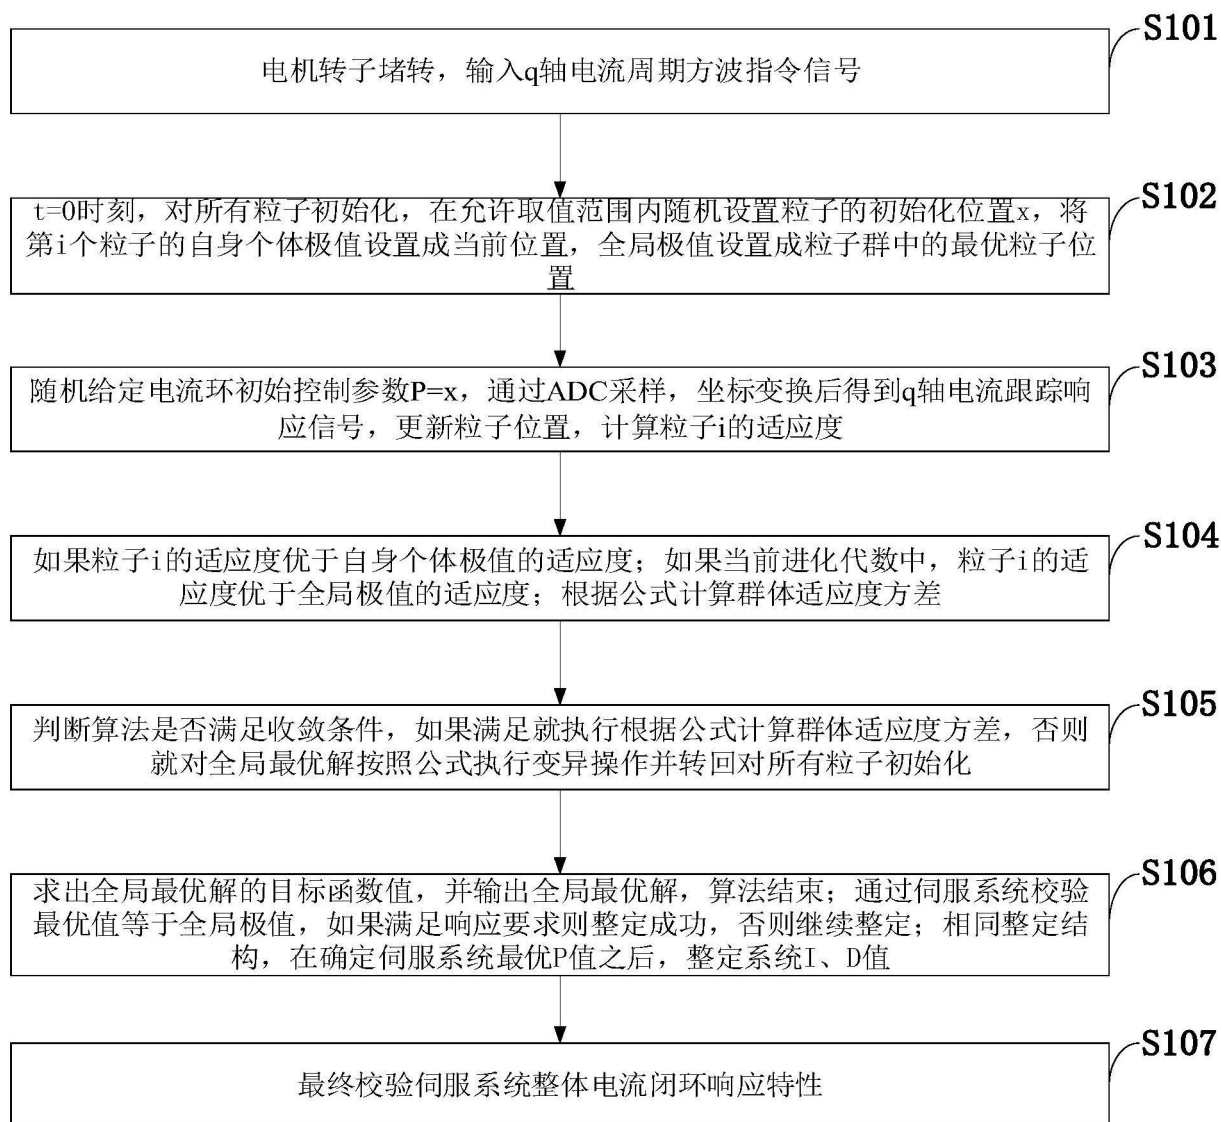 S101
电机转子堵转，输入q轴电流周期方波指令信号
S102
t=0时刻，对所有粒子初始化，在允许取值范围内随机设置粒子的初始化位置x，将
第i个粒子的自身个体极值设置成当前位置，全局极值设置成粒子群中的最优粒子位
置
S103
随机给定电流环初始控制参数P=x，通过ADC采样，坐标变换后得到q轴电流跟踪响
应信号，更新粒子位置，计算粒子i的适应度
S104
如果粒子i的适应度优于自身个体极值的适应度；如果当前进化代数中，粒子i的适
应度优于全局极值的适应度；根据公式计算群体适应度方差
S105
判断算法是否满足收敛条件，如果满足就执行根据公式计算群体适应度方差，否则
就对全局最优解按照公式执行变异操作并转回对所有粒子初始化
S106
求出全局最优解的目标函数值，并输出全局最优解，算法结束；通过伺服系统校验
最优值等于全局极值，如果满足响应要求则整定成功，否则继续整定；相同整定结
构，在确定伺服系统最优P值之后，整定系统I、D值
S107
最终校验伺服系统整体电流闭环响应特性